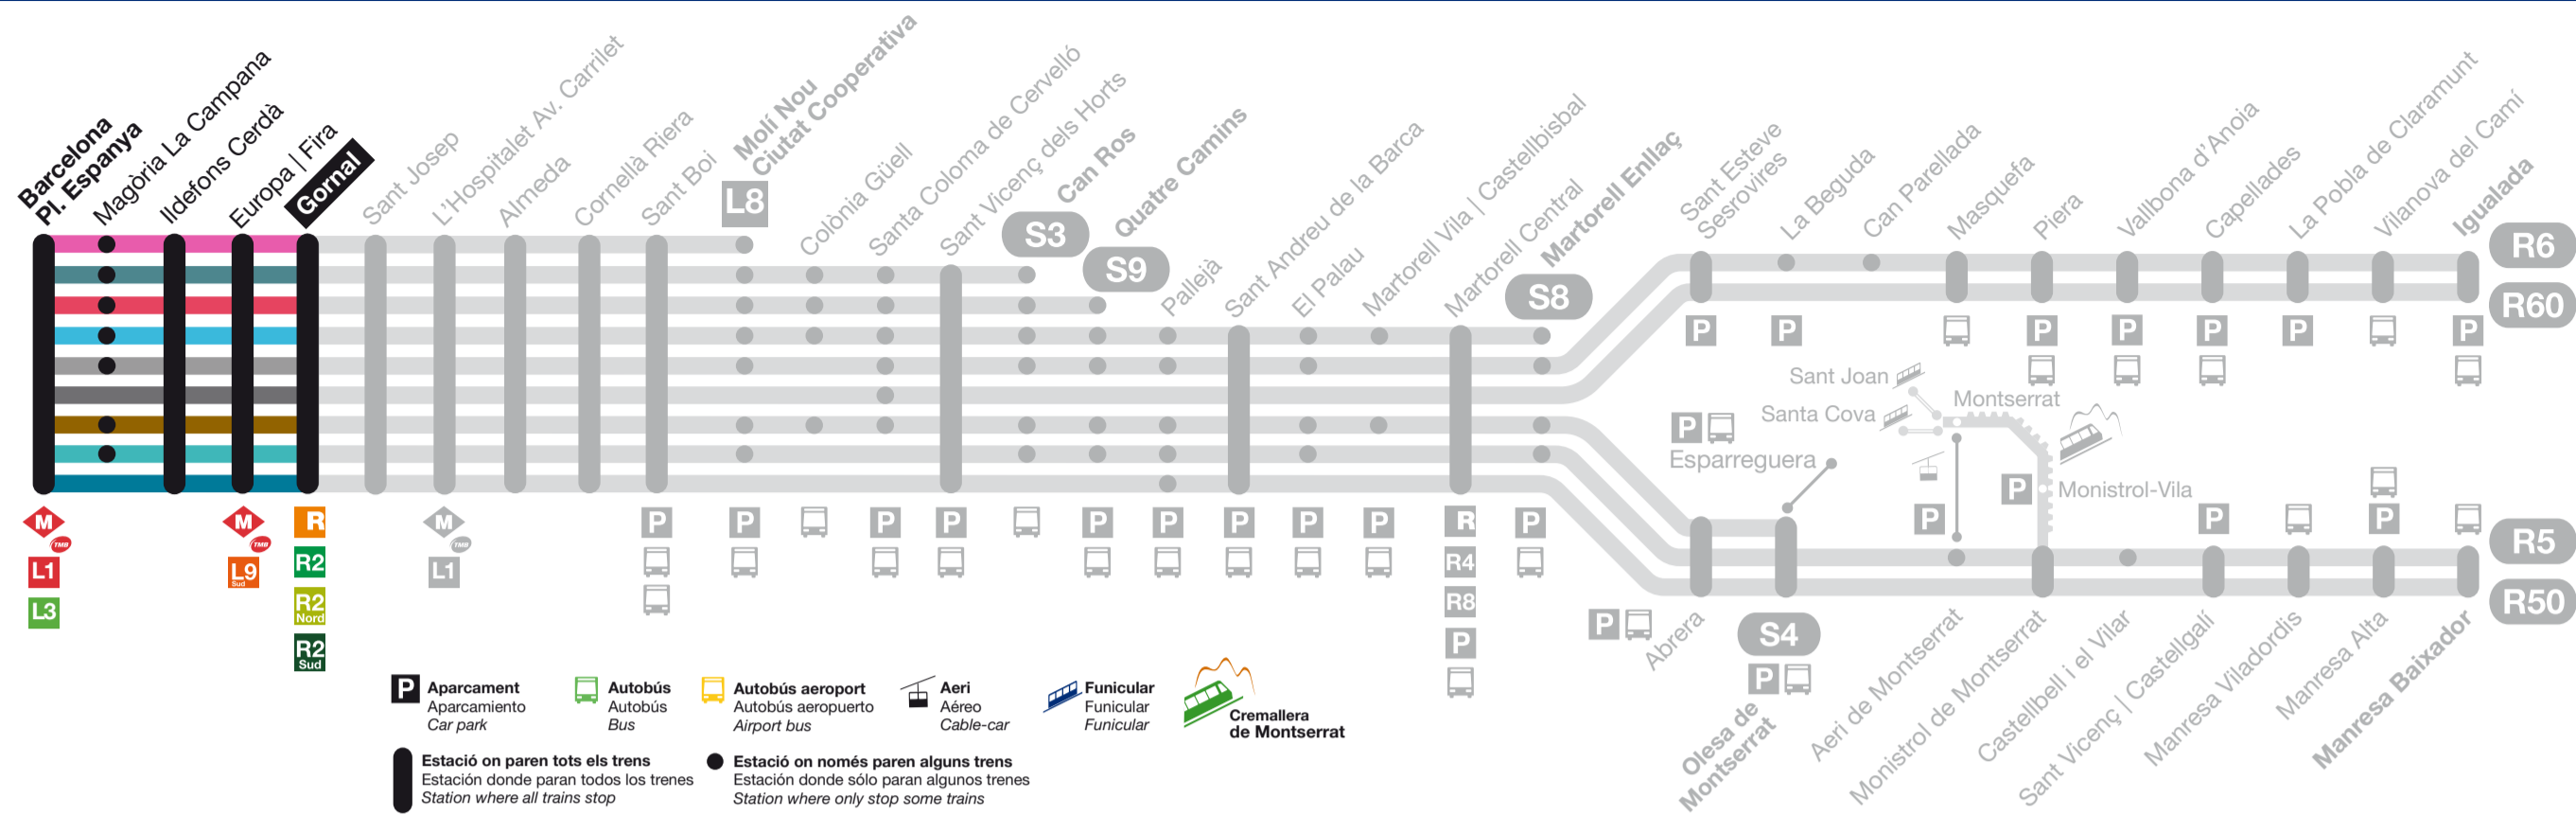 Barcelona
Pl. Espanya
Magòria La Campana
Ildefons Cerdà
Europa | Fira
Gornal
Sant Josep
L'Hospitalet Av. Carrilet
Almeda
Cornellà Riera
Sant Boi
Molí Nou
Ciutat Cooperativa
L8
Colònia Güell
Santa Coloma de Cervelló
Sant Vicenç dels Horts
Can Ros
S3
Quatre Camins
S9
Pallejà
Sant Andreu de la Barca
El Palau
Martorell Vila | Castellbisbal
Martorell Central
Martorell Enllaç
S8
Sant Esteve
Sesrovires
La Beguda
Can Parellada
Masquefa
Piera
Vallbona d'Anoia
Capellades
La Pobla de Claramunt
Vilanova del Camí
Igualada
R6
R60
P
P
P
P
P
P
P
Sant Joan
Montserrat
Santa Cova
P
Esparreguera
P
Monistrol-Vila
P
P
P
R5
R50
M
TMB
L1
L3
M
TMB
L9
Sud
R
R2
R2
Nord
R2
Sud
M
TMB
L1
P
P
P
P
P
P
P
P
P
R
R4
R8
P
P
P
Abrera
S4
P
Olesa de
Montserrat
Aeri de Montserrat
Monistrol de Montserrat
Castellbell i el Vilar
Sant Vicenç | Castellgalí
Manresa Viladordis
Manresa Alta
Manresa Baixador
P
Aparcament
Aparcamiento
Car park
Autobús
Autobús
Bus
Autobús aeroport
Autobús aeropuerto
Airport bus
Aeri
Aéreo
Cable-car
Funicular
Funicular
Funicular
Cremallera
de Montserrat
Estació on paren tots els trens
Estación donde paran todos los trenes
Station where all trains stop
Estació on només paren alguns trens
Estación donde sólo paran algunos trenes
Station where only stop some trains